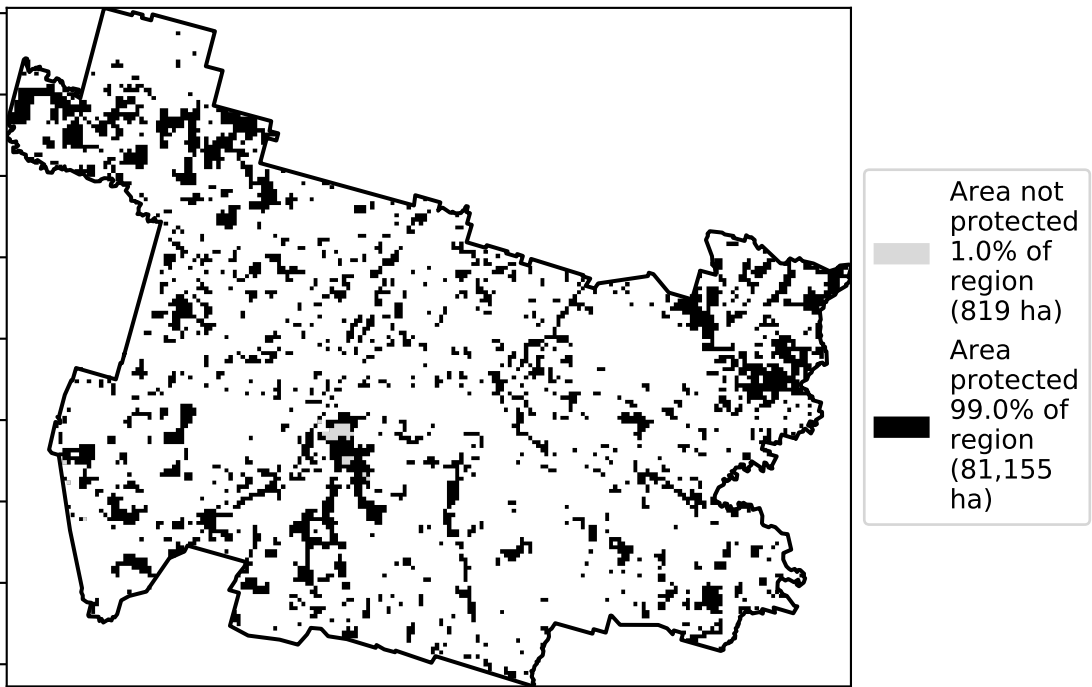 Area not
protected
1.0% of
region
(819 ha)
Area
protected
99.0% of
region
(81,155
ha)